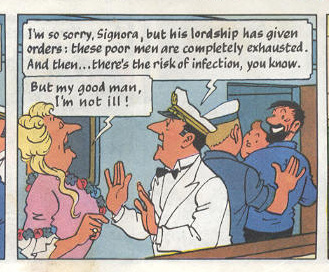 I'm so sorry, Signora, but his lordship has given
orders: these poor men are completely exhausted.
And then...there's the risk of infection, you know.
But my good man,
I'm not ill!